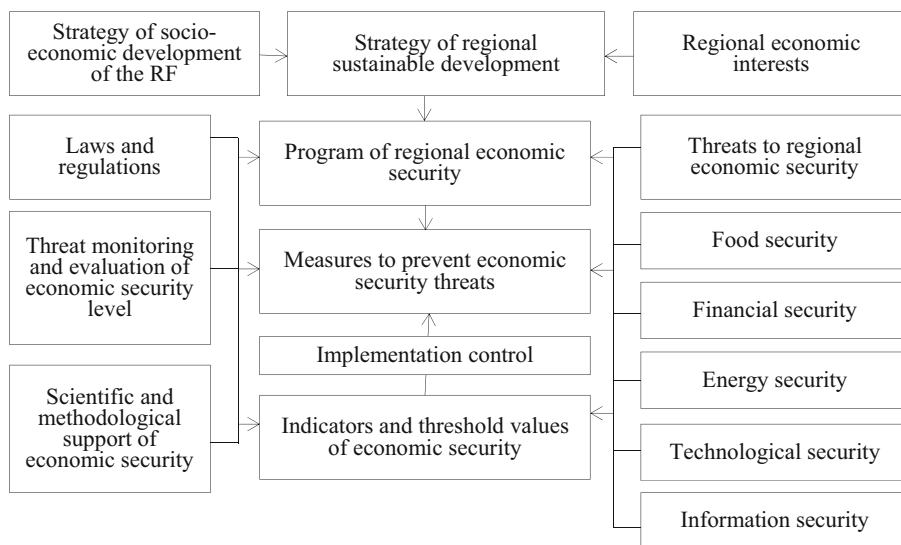 Strategy of socio-
economic development
of the RF
Strategy of regional
sustainable development
Regional economic
interests
Laws and
regulations
Program of regional economic
security
Threats to regional
economic security
Threat monitoring
and evaluation of
economic security
level
Measures to prevent economic
security threats
Food security
Financial security
Implementation control
Scientific and
methodological
support of
economic security
Indicators and threshold values
of economic security
Energy security
Technological security
Information security